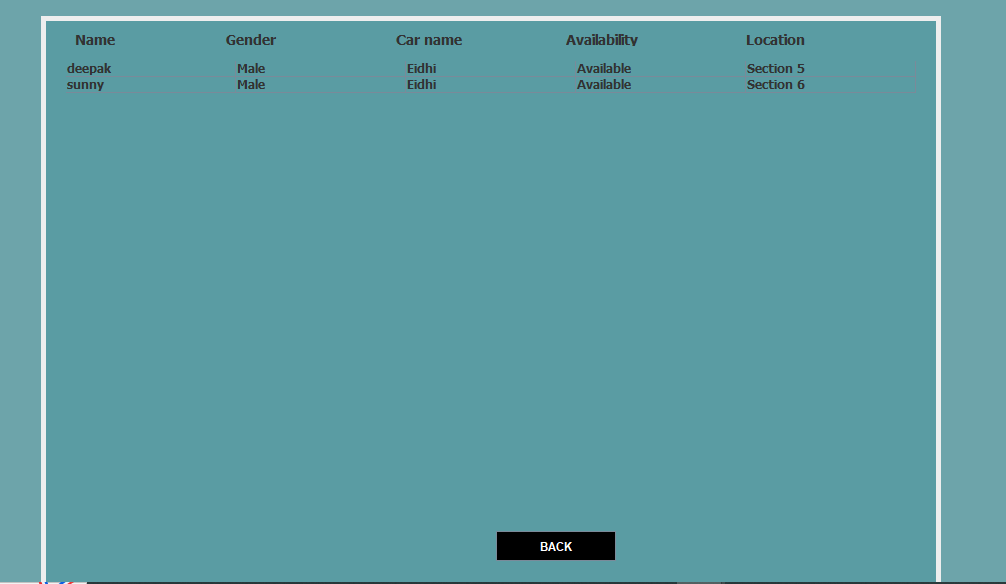 Name Gender Car name Availability Location
deepak Male Eidhi Available Section 5
sunny Male Eidhi Available Section 6
BACK